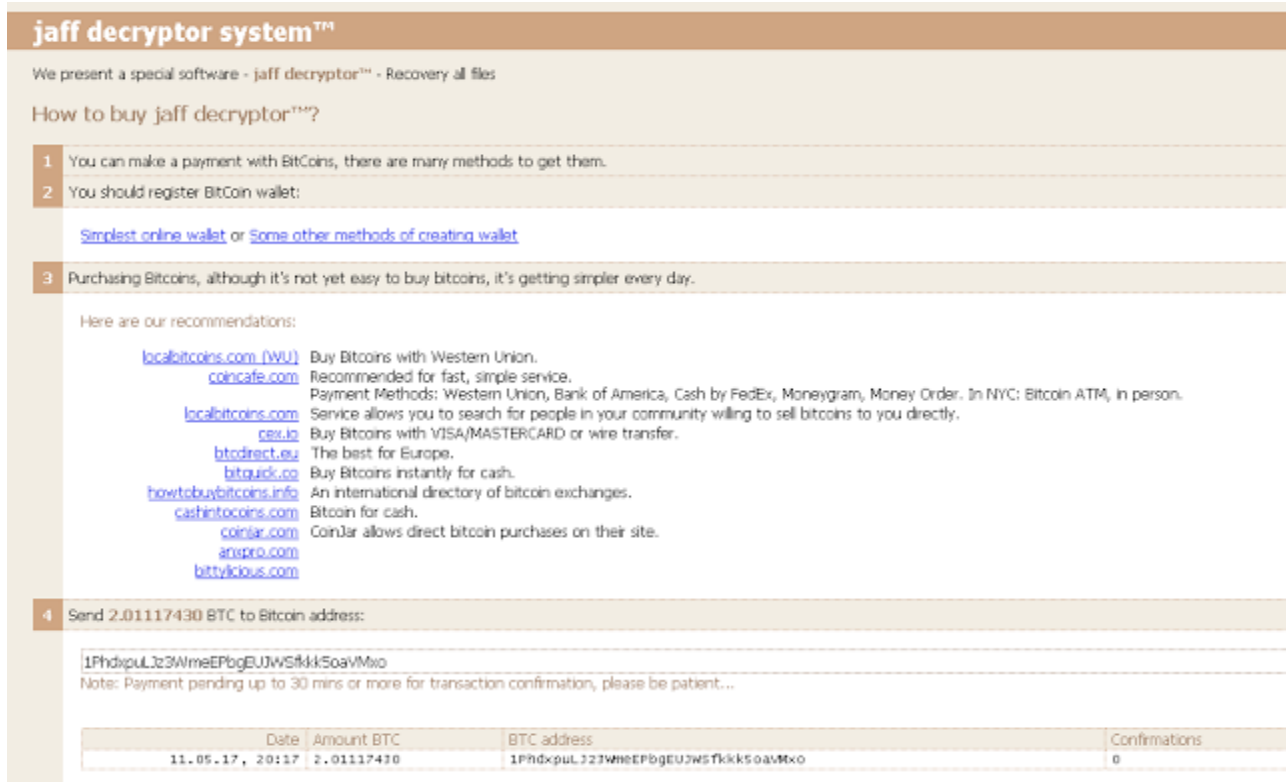 jaff decryptor system™
We present a special software - jaff decryptor™ - Recovery all files
How to buy jaff decryptor™?
1 You can make a payment with BitCoins, there are many methods to get them.
2 You should register BitCoin wallet:
Simplest online wallet or Some other methods of creating wallet
3 Purchasing Bitcoins, although it's not yet easy to buy bitcoins, it's getting simpler every day.
Here are our recommendations:
localbitcoins.com (WU) Buy Bitcoins with Western Union.
coincafe.com Recommended for fast, simple service.
Payment Methods: Western Union, Bank of America, Cash by FedEx, Moneygram, Money Order. In NYC: Bitcoin ATM, in person.
localbitcoins.com Service allows you to search for people in your community willing to sell bitcoins to you directly.
cex.io Buy Bitcoins with VISA/MASTERCARD or wire transfer.
btcdirect.eu The best for Europe.
bitquick.co Buy Bitcoins instantly for cash.
howtobuybitcoins.info An international directory of bitcoin exchanges.
cashintocoins.com Bitcoin for cash.
coinjar.com CoinJar allows direct bitcoin purchases on their site.
anxpro.com
bittylicious.com
4 Send 2.01117430 BTC to Bitcoin address:
Note: Payment pending up to 30 mins or more for transaction confirmation, please be patient...
Date Amount BTC BTC address Confirmations
11.05.17, 20:17 2.01117430 0